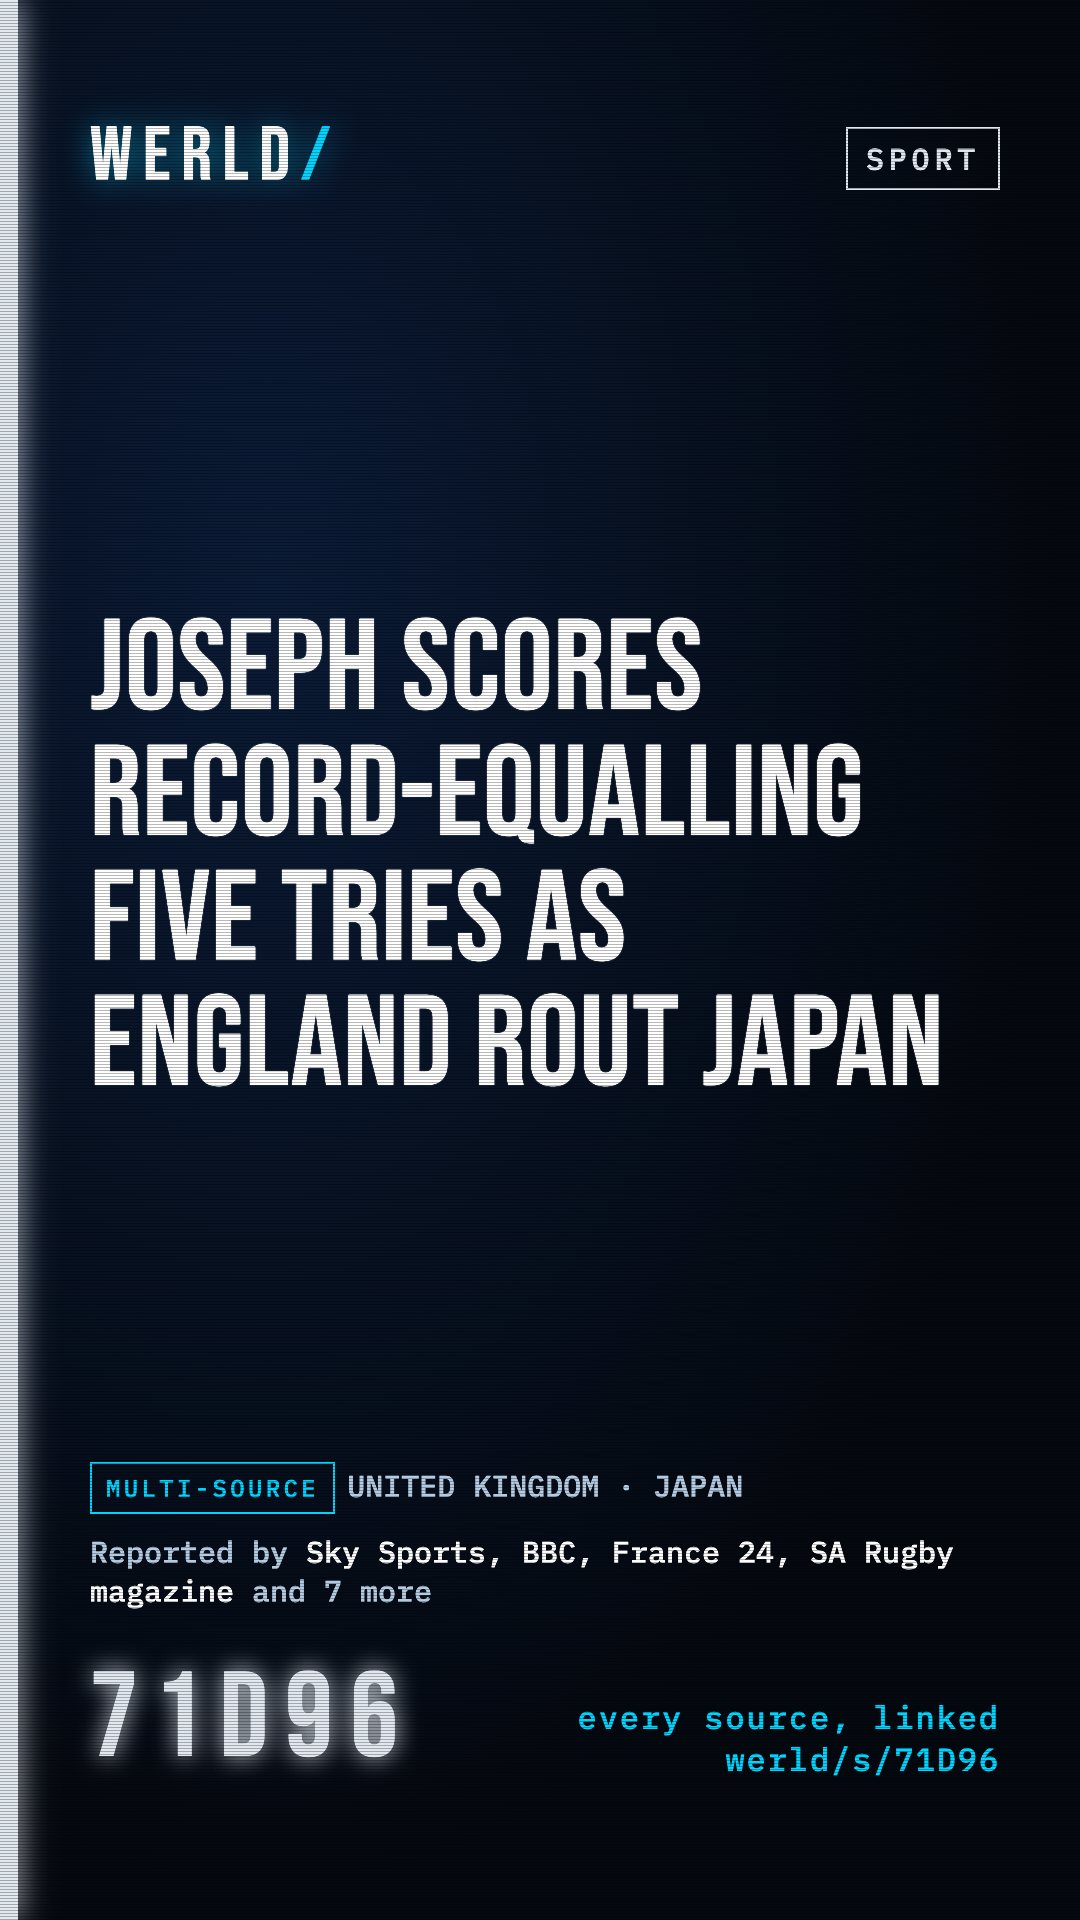 WERLD/
SPORT
JOSEPH SCORES
RECORD-EQUALLING
FIVE TRIES AS
ENGLAND ROUT JAPAN
MULTI-SOURCE UNITED KINGDOM · JAPAN
Reported by Sky Sports, BBC, France 24, SA Rugby
magazine and 7 more
71D96
every source, linked
werld/s/71D96